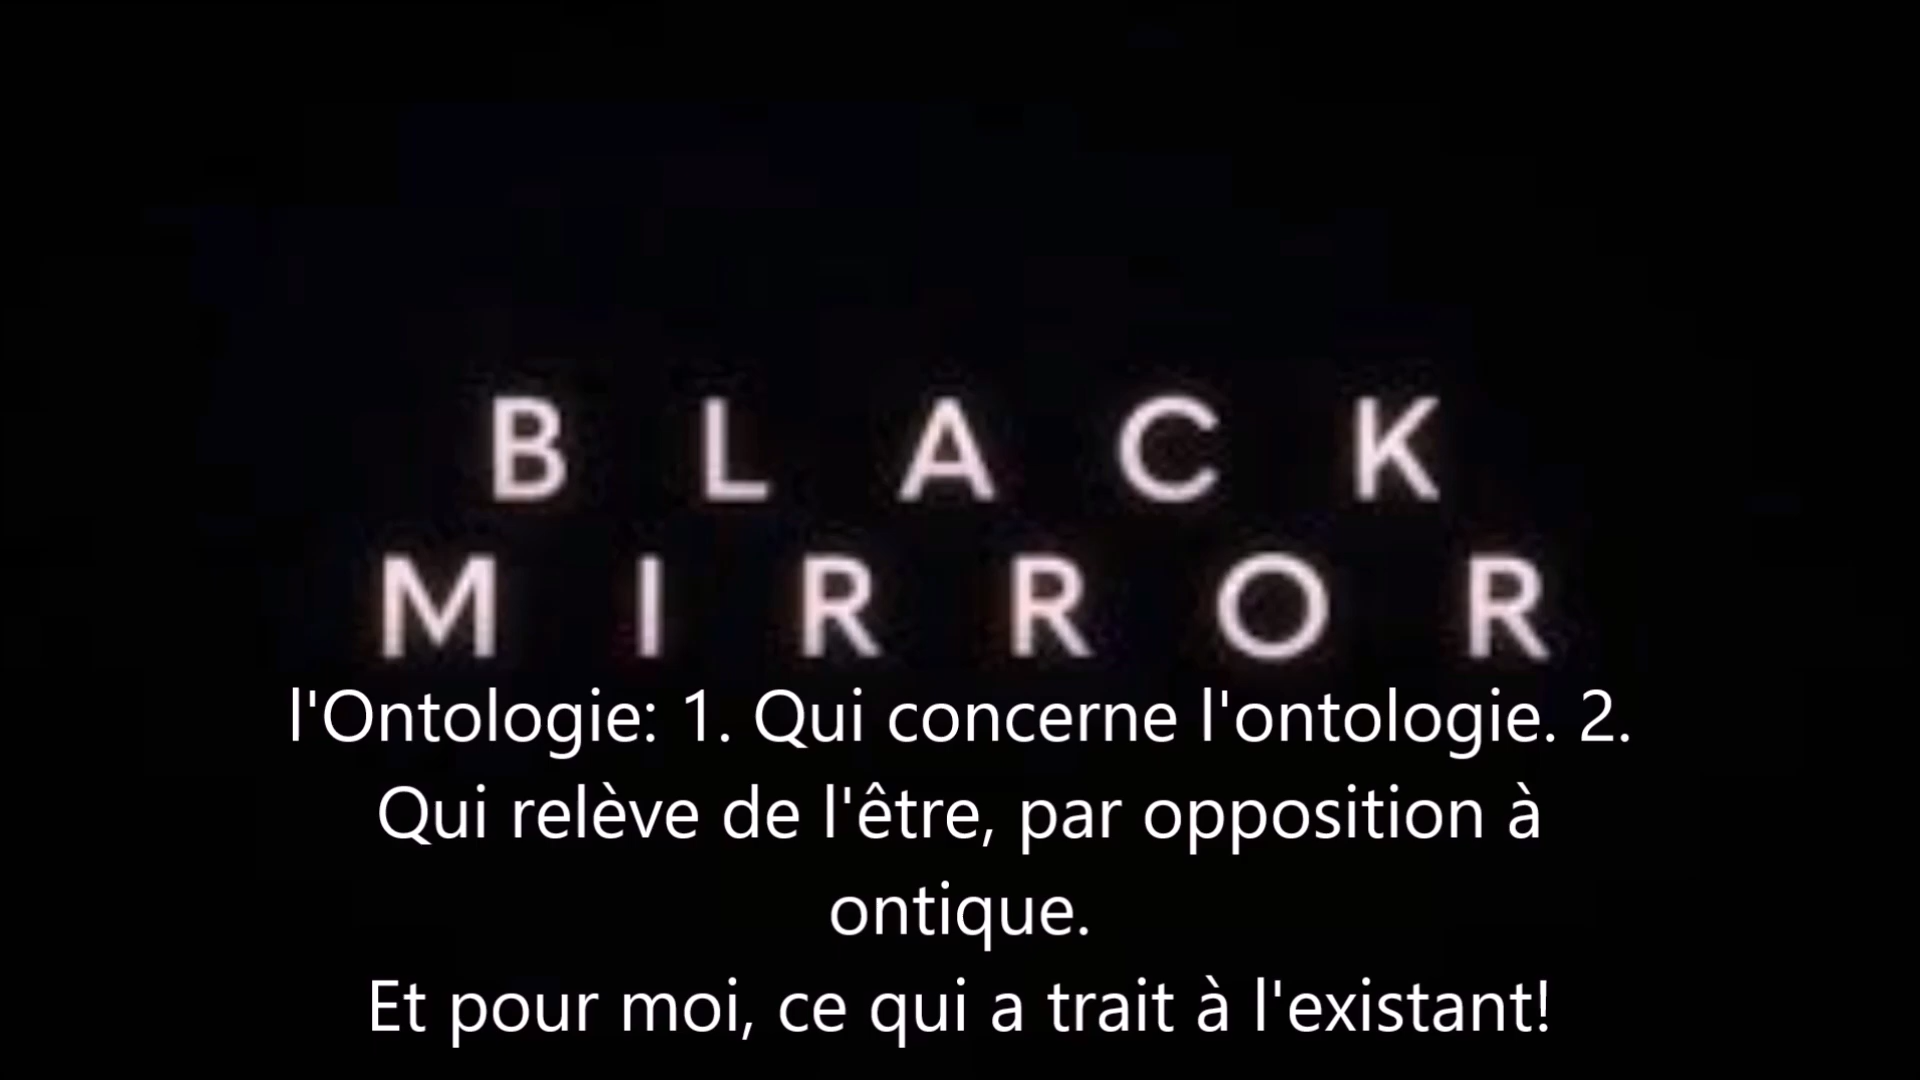 BLACK
MIRROR
l'Ontologie: 1. Qui concerne l'ontologie. 2.
Qui relève de l'être, par opposition à
ontique.
Et pour moi, ce qui a trait à l'existant!